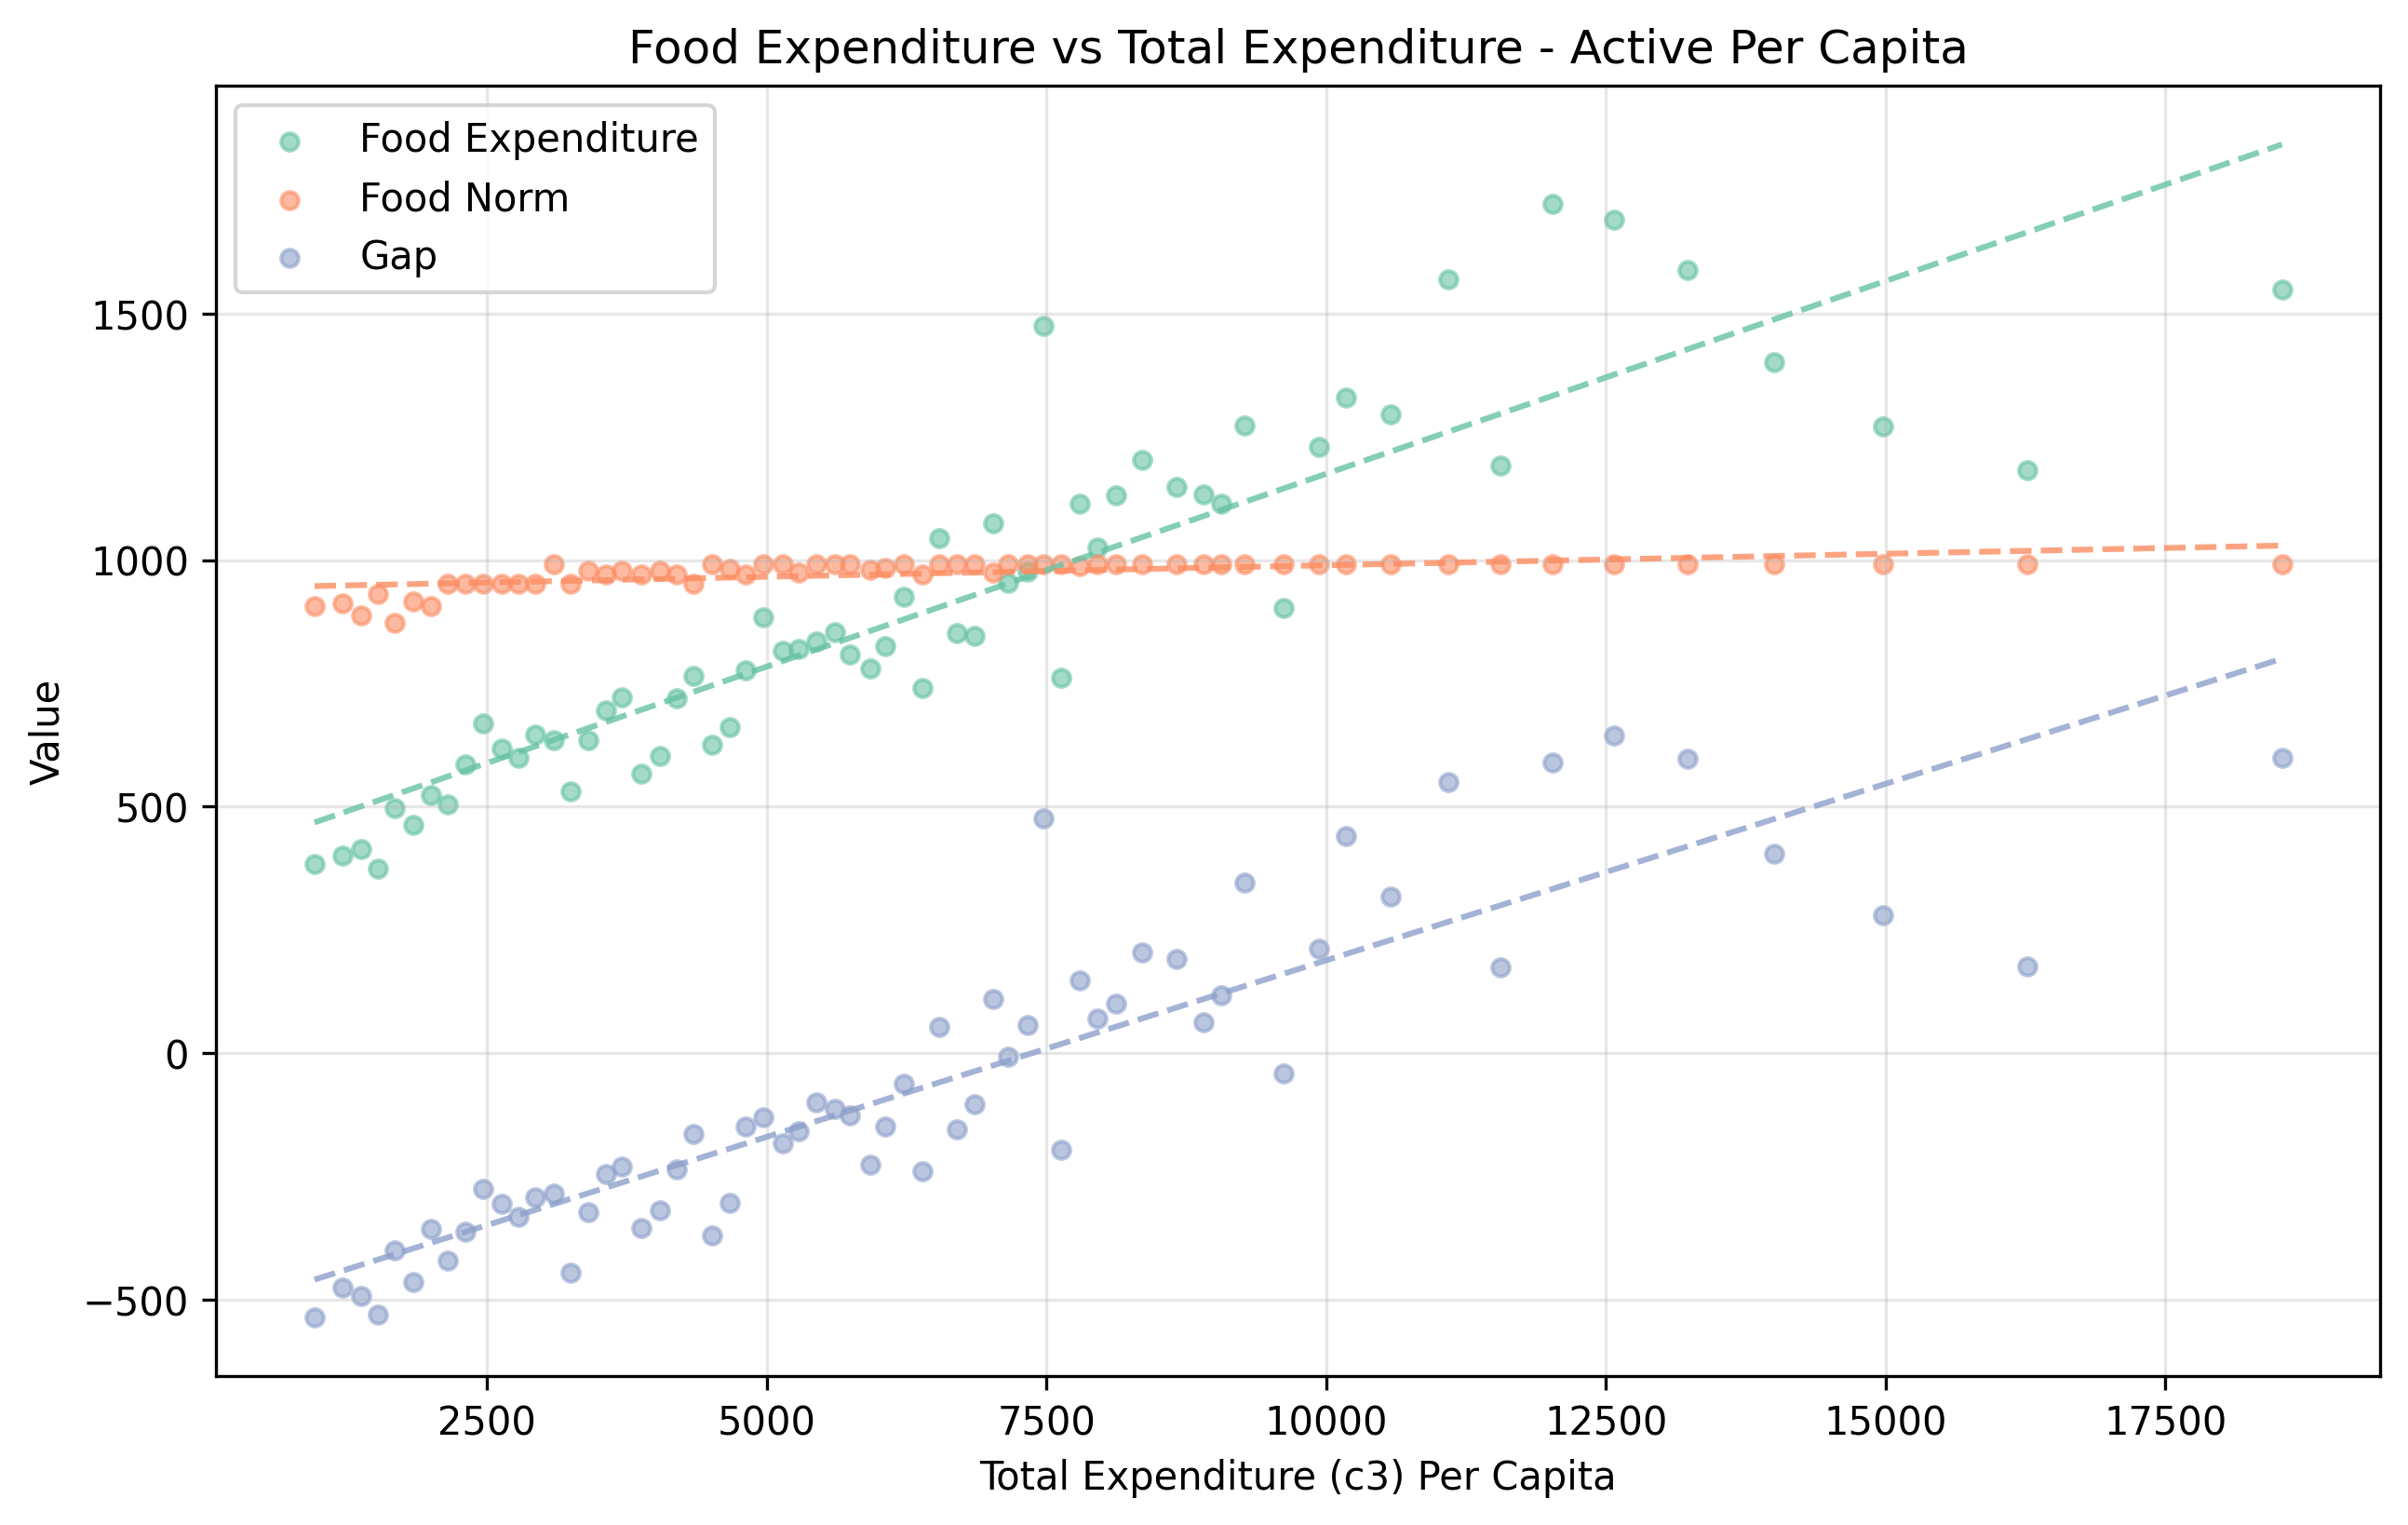 Food Expenditure vs Total Expenditure - Active Per Capita
Food Expenditure
Food Norm
Gap
1500
1000
500
0
−500
Value
2500 5000 7500 10000 12500 15000 17500
Total Expenditure (c3) Per Capita